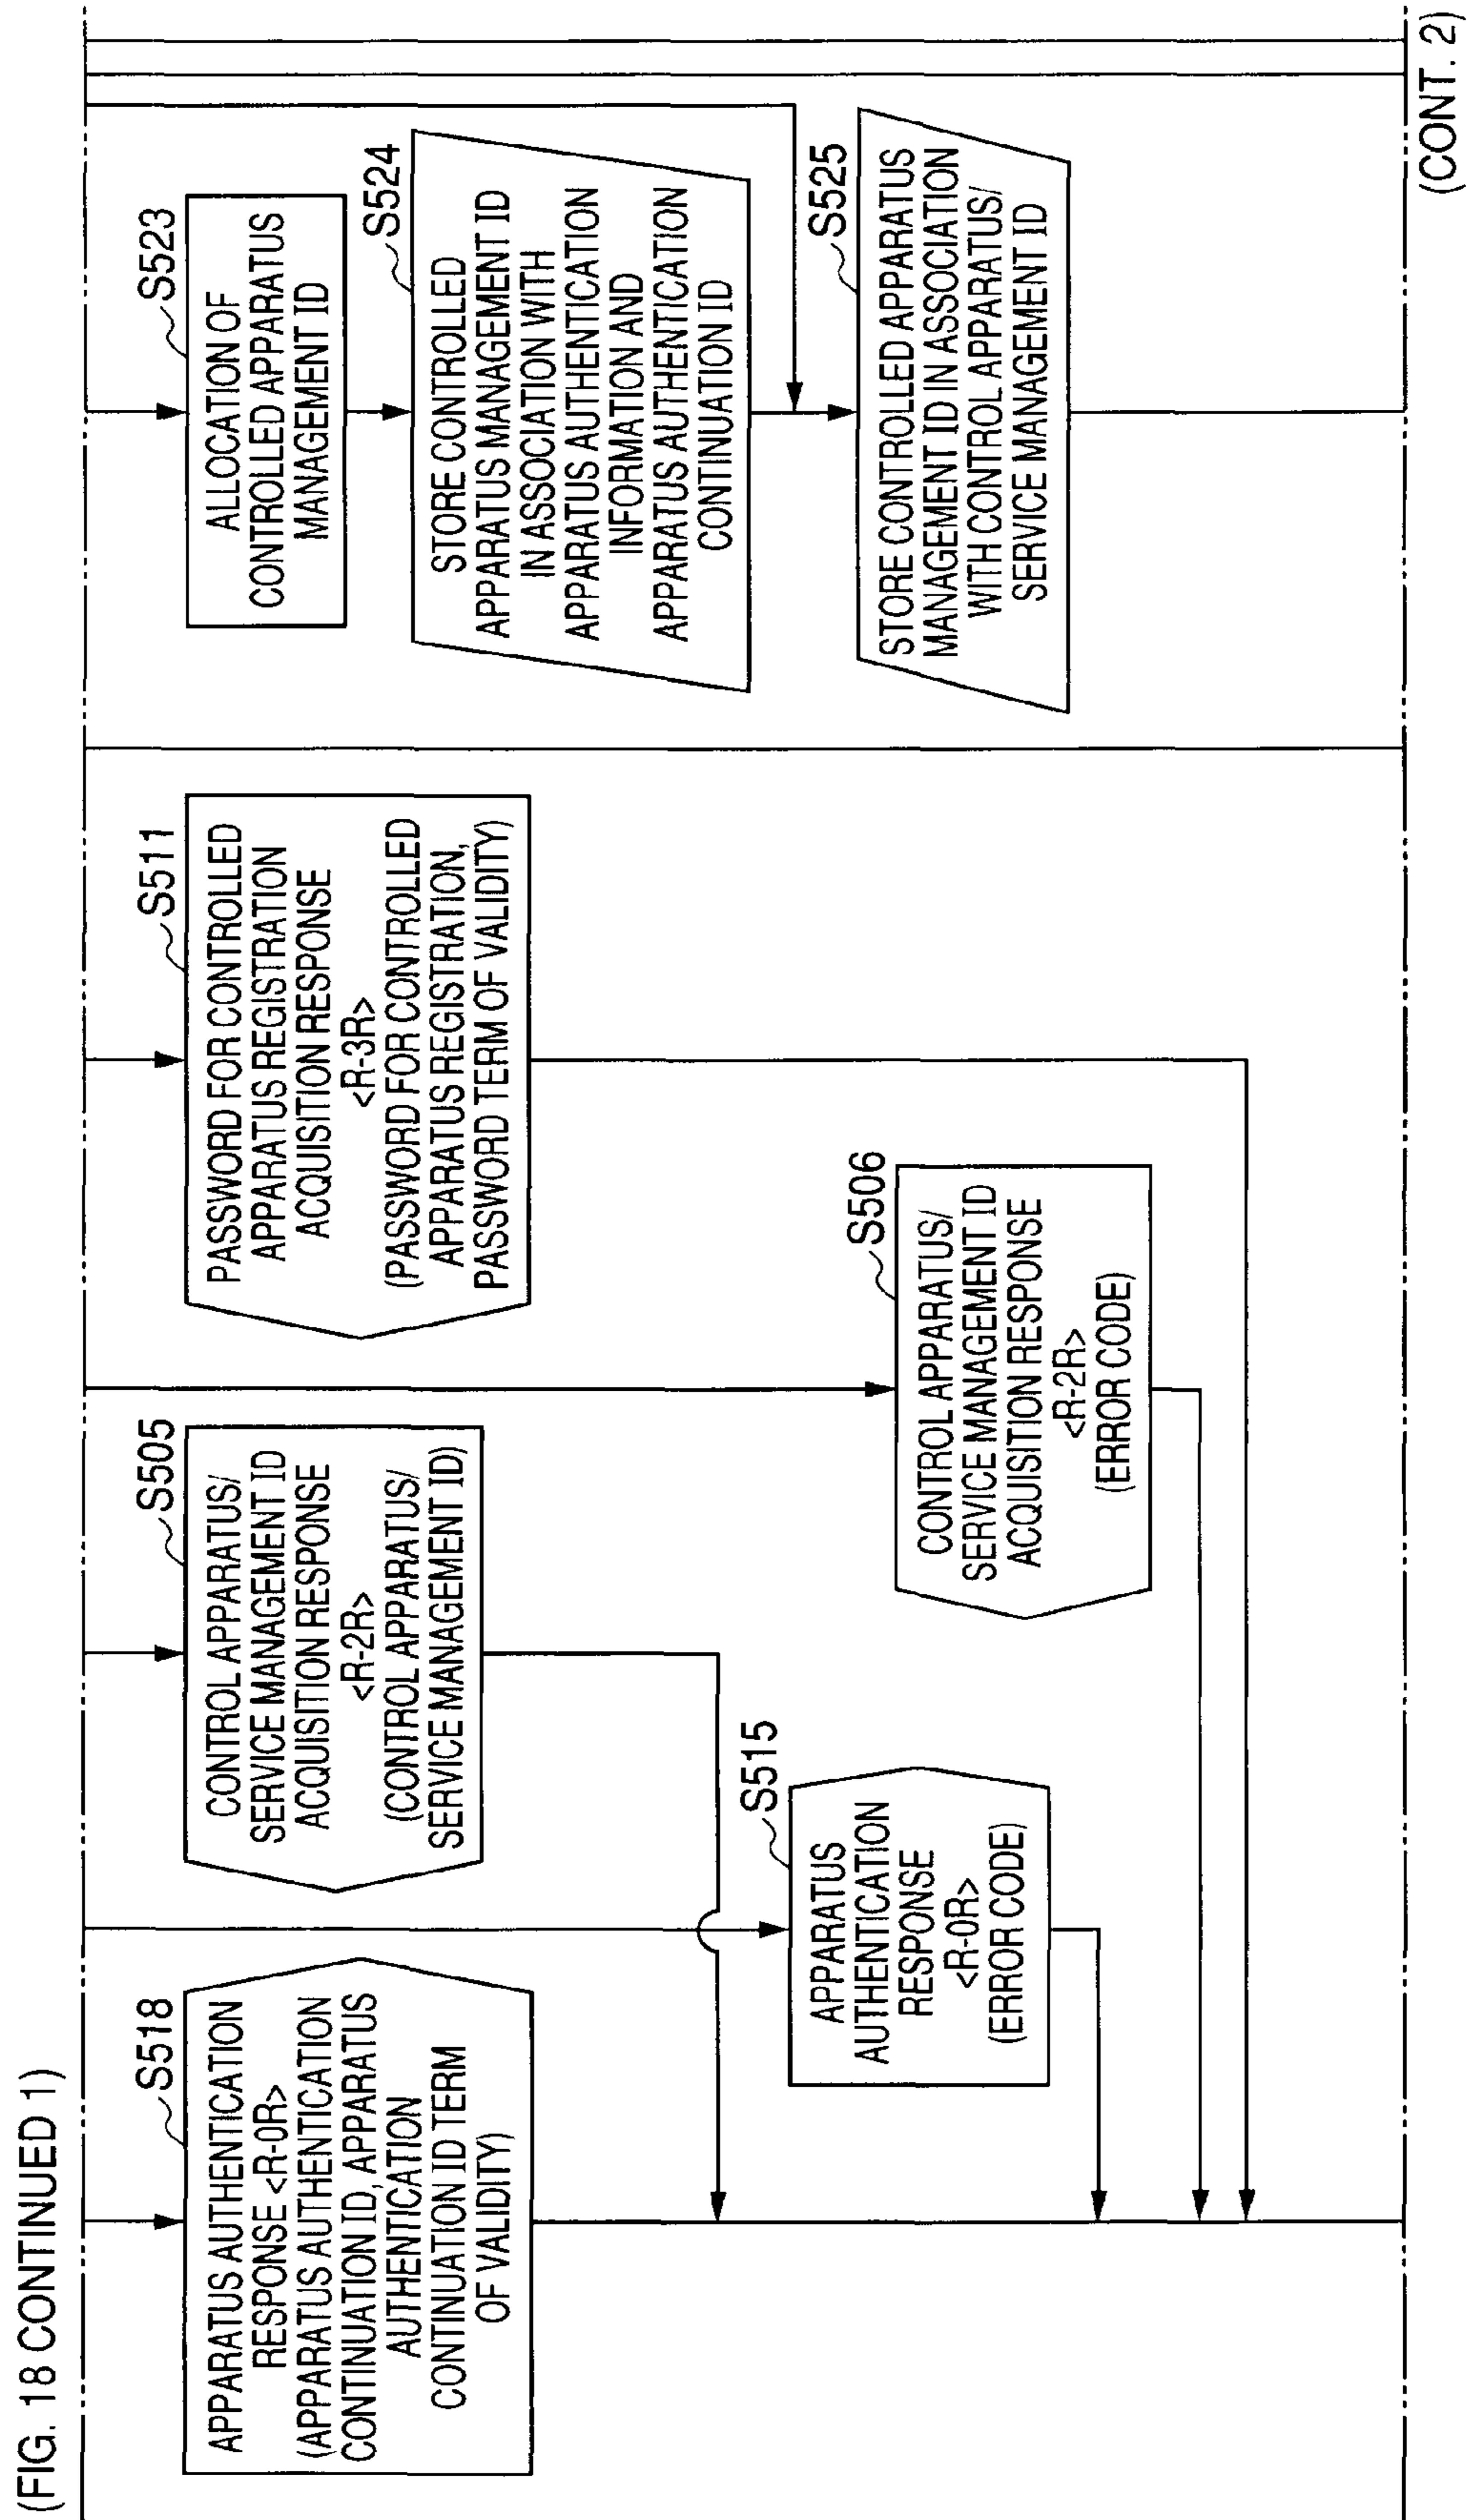 (FIG. 18 CONTINUED 1)
S518
APPARATUS AUTHENTICATION
RESPONSE <R-0R>
(APPARATUS AUTHENTICATION
CONTINUATION ID, APPARATUS
AUTHENTICATION
CONTINUATION ID TERM
OF VALIDITY)
S505
CONTROL APPARATUS/
SERVICE MANAGEMENT ID
ACQUISITION RESPONSE
<R-2R>
(CONTROL APPARATUS/
SERVICE MANAGEMENT ID)
S515
APPARATUS
AUTHENTICATION
RESPONSE
<R-0R>
(ERROR CODE)
S511
PASSWORD FOR CONTROLLED
APPARATUS REGISTRATION
ACQUISITION RESPONSE
<R-3R>
(PASSWORD FOR CONTROLLED
APPARATUS REGISTRATION,
PASSWORD TERM OF VALIDITY)
S506
CONTROL APPARATUS/
SERVICE MANAGEMENT ID
ACQUISITION RESPONSE
<R-2R>
(ERROR CODE)
S523
ALLOCATION OF
CONTROLLED APPARATUS
MANAGEMENT ID
S524
STORE CONTROLLED
APPARATUS MANAGEMENT ID
IN ASSOCIATION WITH
APPARATUS AUTHENTICATION
INFORMATION AND
APPARATUS AUTHENTICATION
CONTINUATION ID
S525
STORE CONTROLLED APPARATUS
MANAGEMENT ID IN ASSOCIATION
WITH CONTROL APPARATUS/
SERVICE MANAGEMENT ID
(CONT. 2)